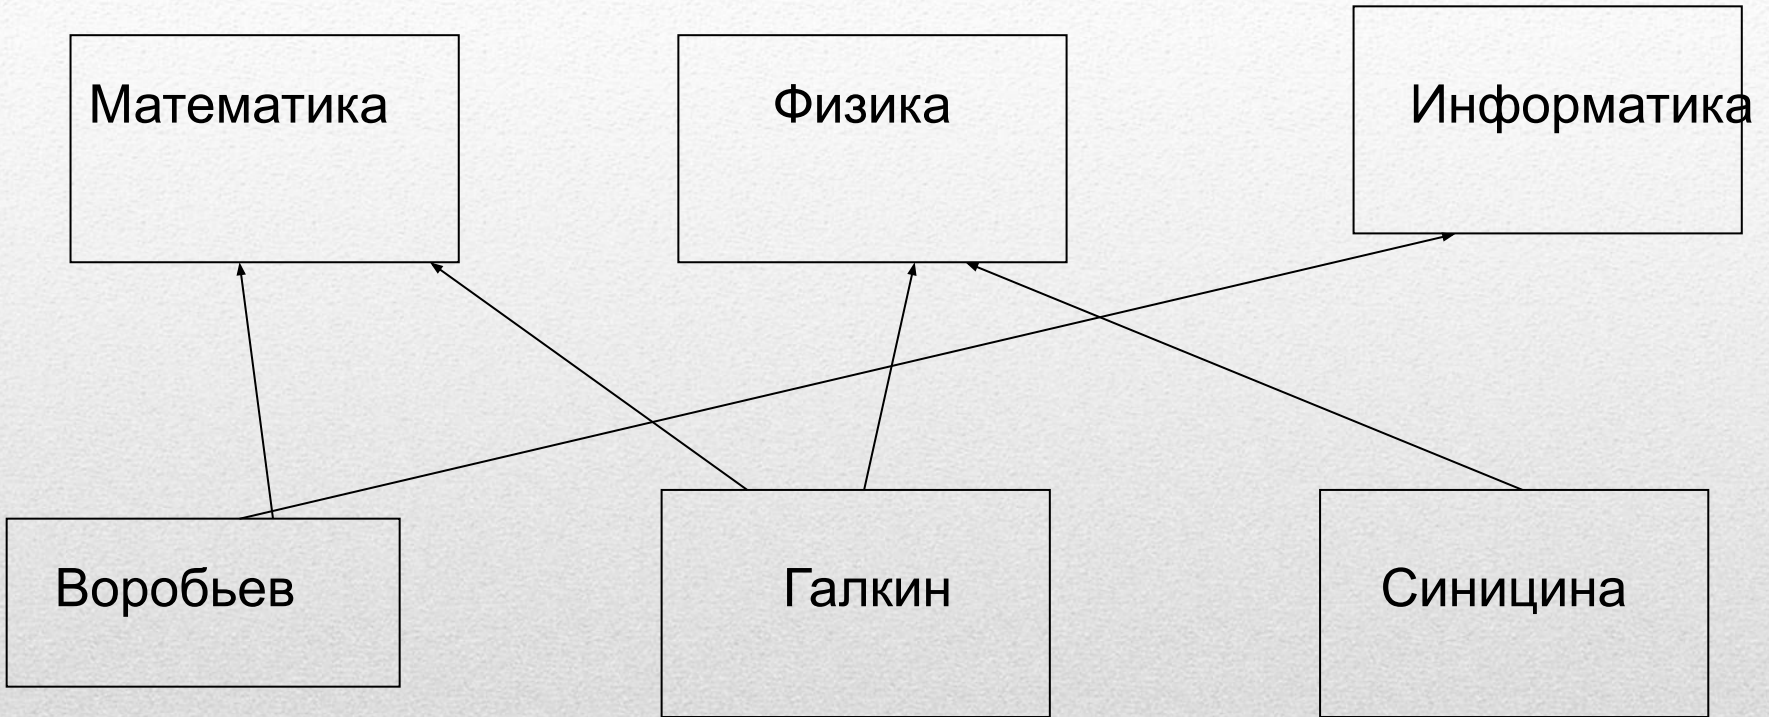 Математика
Физика
Информатика
Воробьев
Галкин
Синицина